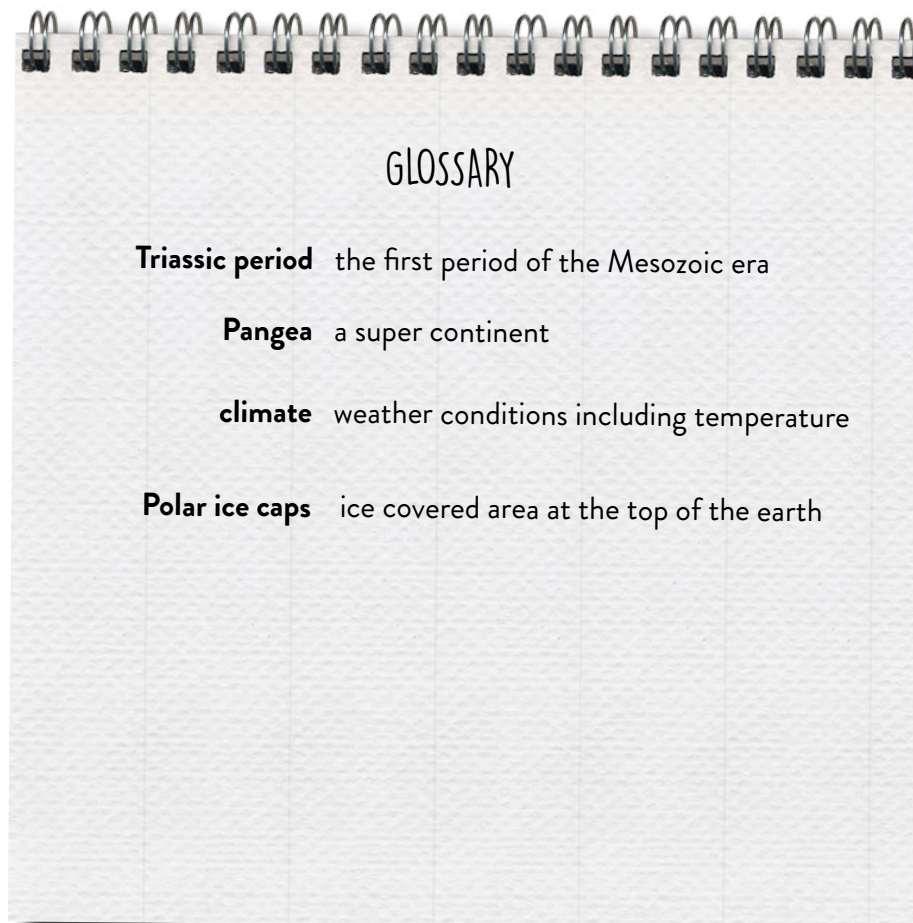 GLOSSARY
Triassic period the first period of the Mesozoic era
Pangea a super continent
climate weather conditions including temperature
Polar ice caps ice covered area at the top of the earth